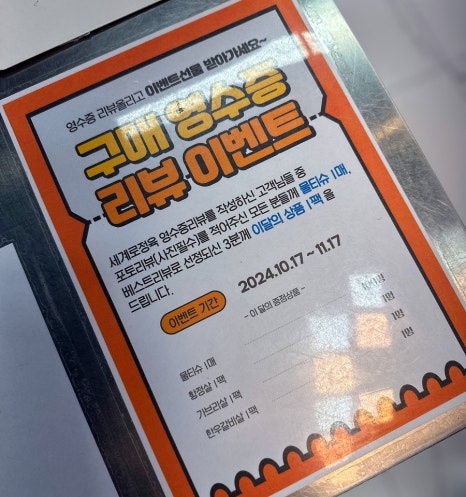 영수증 리뷰올리고 이벤트선물 받아가세요~
구매 영수증
리뷰 이벤트
세계로정육 영수증리뷰를 작성하신 고객님들 중
포토리뷰(사진필수)를 적어주신 모든 분들께 물티슈 1매,
베스트리뷰로 선정되신 3분께 이달의 상품 1팩 을
드립니다.
이벤트 기간 2024.10.17 ~ 11.17
- 이 달의 증정상품 -
물티슈 1매
항정살 1팩 1명
가브리살 1팩 1명
한우갈비살 1팩 1명